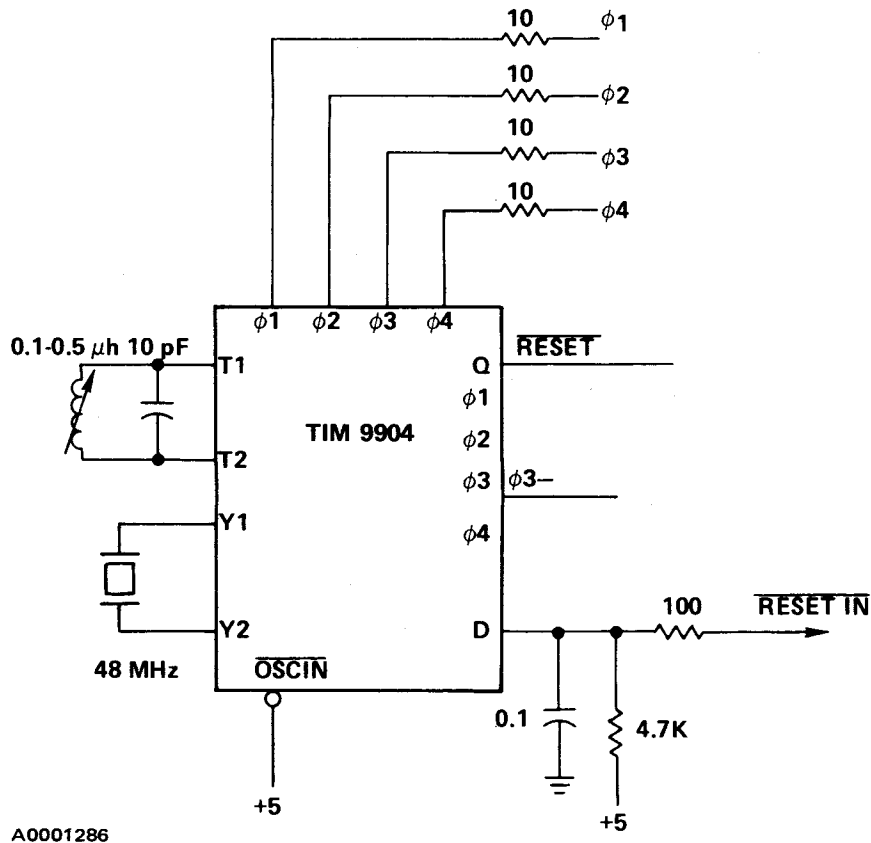 10 ϕ1
10
ϕ2
10
ϕ3
10
ϕ4
ϕ1 ϕ2 ϕ3 ϕ4
0.1-0.5 μh 10 pF
T1
Q
RESET
ϕ1
TIM 9904
ϕ2
T2
ϕ3
ϕ3–
Y1
ϕ4
100
RESET IN
Y2
D
48 MHz
OSCIN
0.1
4.7K
+5
+5
A0001286